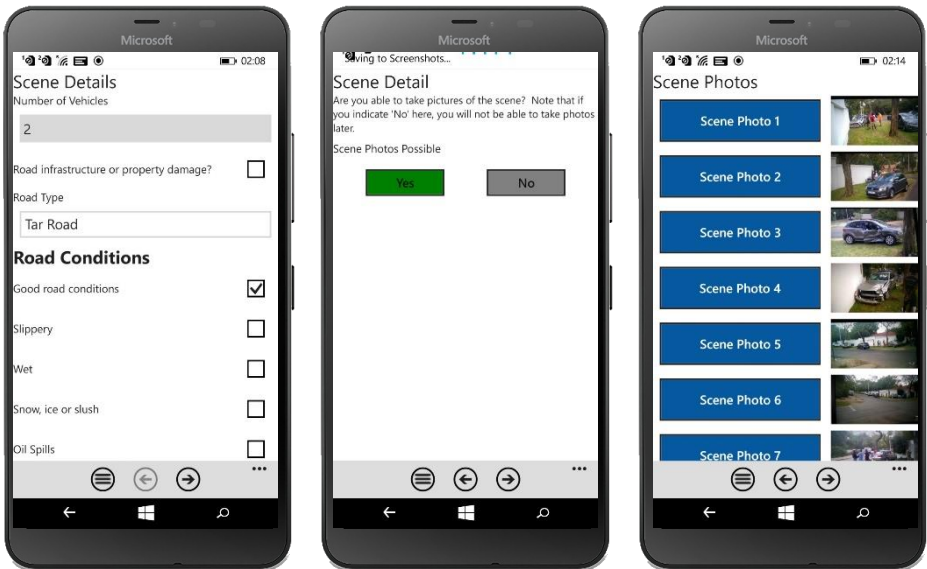 Microsoft
02:08
Scene Details
Number of Vehicles
2
Road infrastructure or property damage?
Road Type
Tar Road
Road Conditions
Good road conditions
Slippery
Wet
Snow, ice or slush
Oil Spills
Microsoft
Saving to Screenshots...
Scene Detail
Are you able to take pictures of the scene? Note that if
you indicate 'No' here, you will not be able to take photos
later.
Scene Photos Possible
Yes
No
Microsoft
02:14
Scene Photos
Scene Photo 1
Scene Photo 2
Scene Photo 3
Scene Photo 4
Scene Photo 5
Scene Photo 6
Scene Photo 7